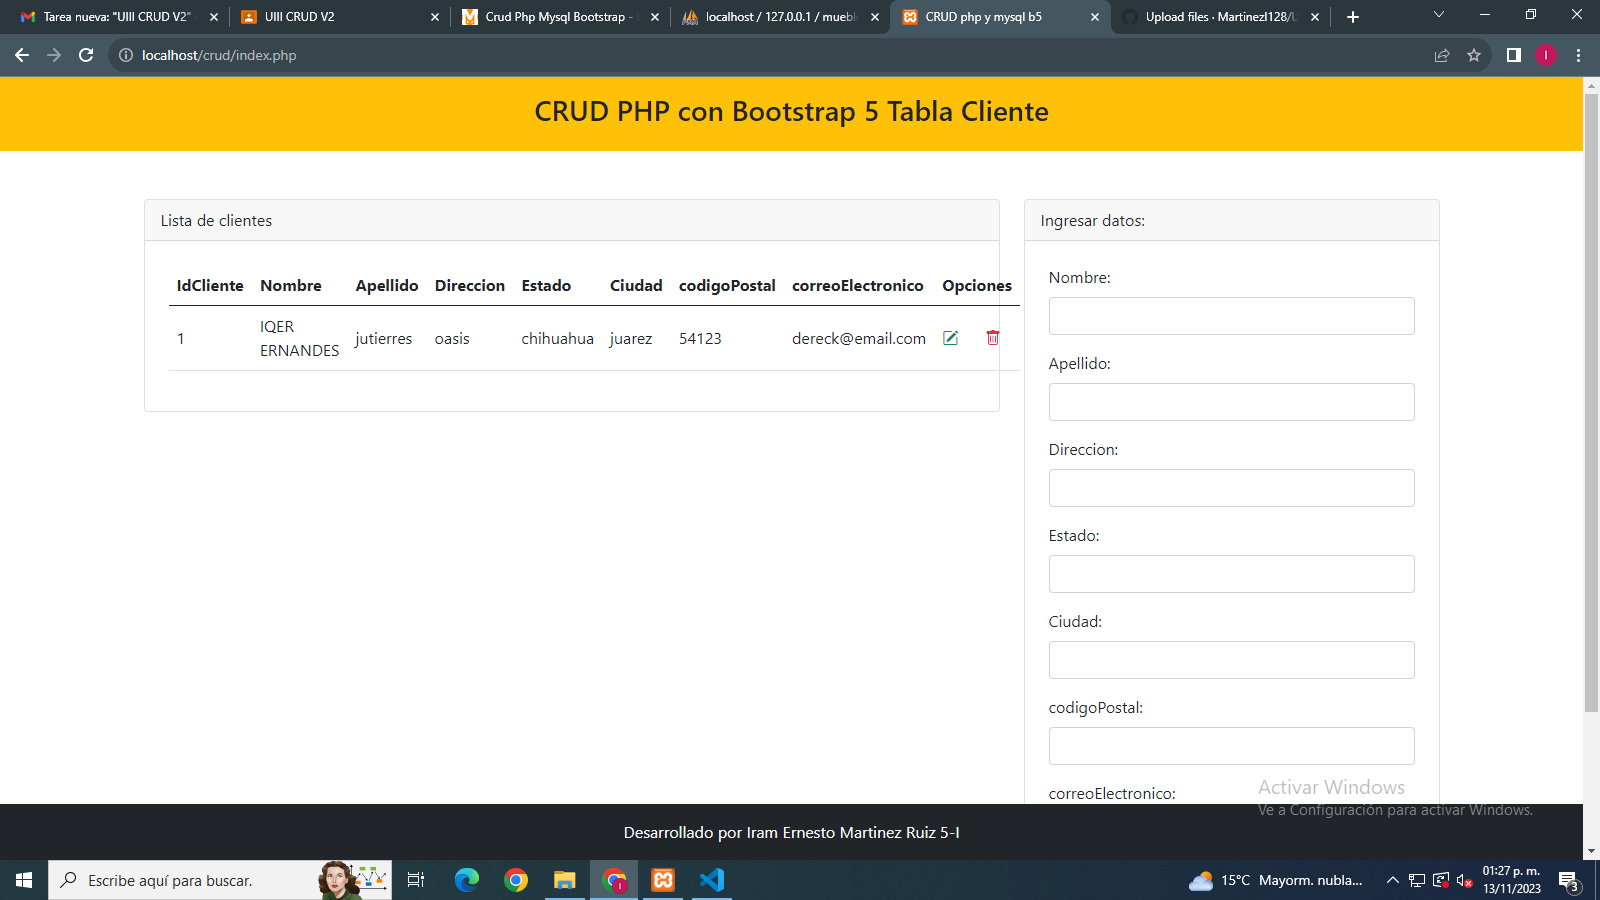 Tarea nueva: "UIII CRUD V2"
UIII CRUD V2
Crud Php Mysql Bootstrap -
localhost / 127.0.0.1 / muebl
CRUD php y mysql b5
Upload files · Martinezl128/
localhost/crud/index.php
I
CRUD PHP con Bootstrap 5 Tabla Cliente
Lista de clientes
IdCliente Nombre Apellido Direccion Estado Ciudad codigoPostal correoElectronico Opciones
1 IQER ERNANDES jutierres oasis chihuahua juarez 54123 dereck@email.com
Ingresar datos:
Nombre:
Apellido:
Direccion:
Estado:
Ciudad:
codigoPostal:
correoElectronico:
Activar Windows
Ve a Configuración para activar Windows.
Desarrollado por Iram Ernesto Martinez Ruiz 5-I
Escribe aquí para buscar.
15°C Mayorm. nubla...
01:27 p. m.
13/11/2023
3